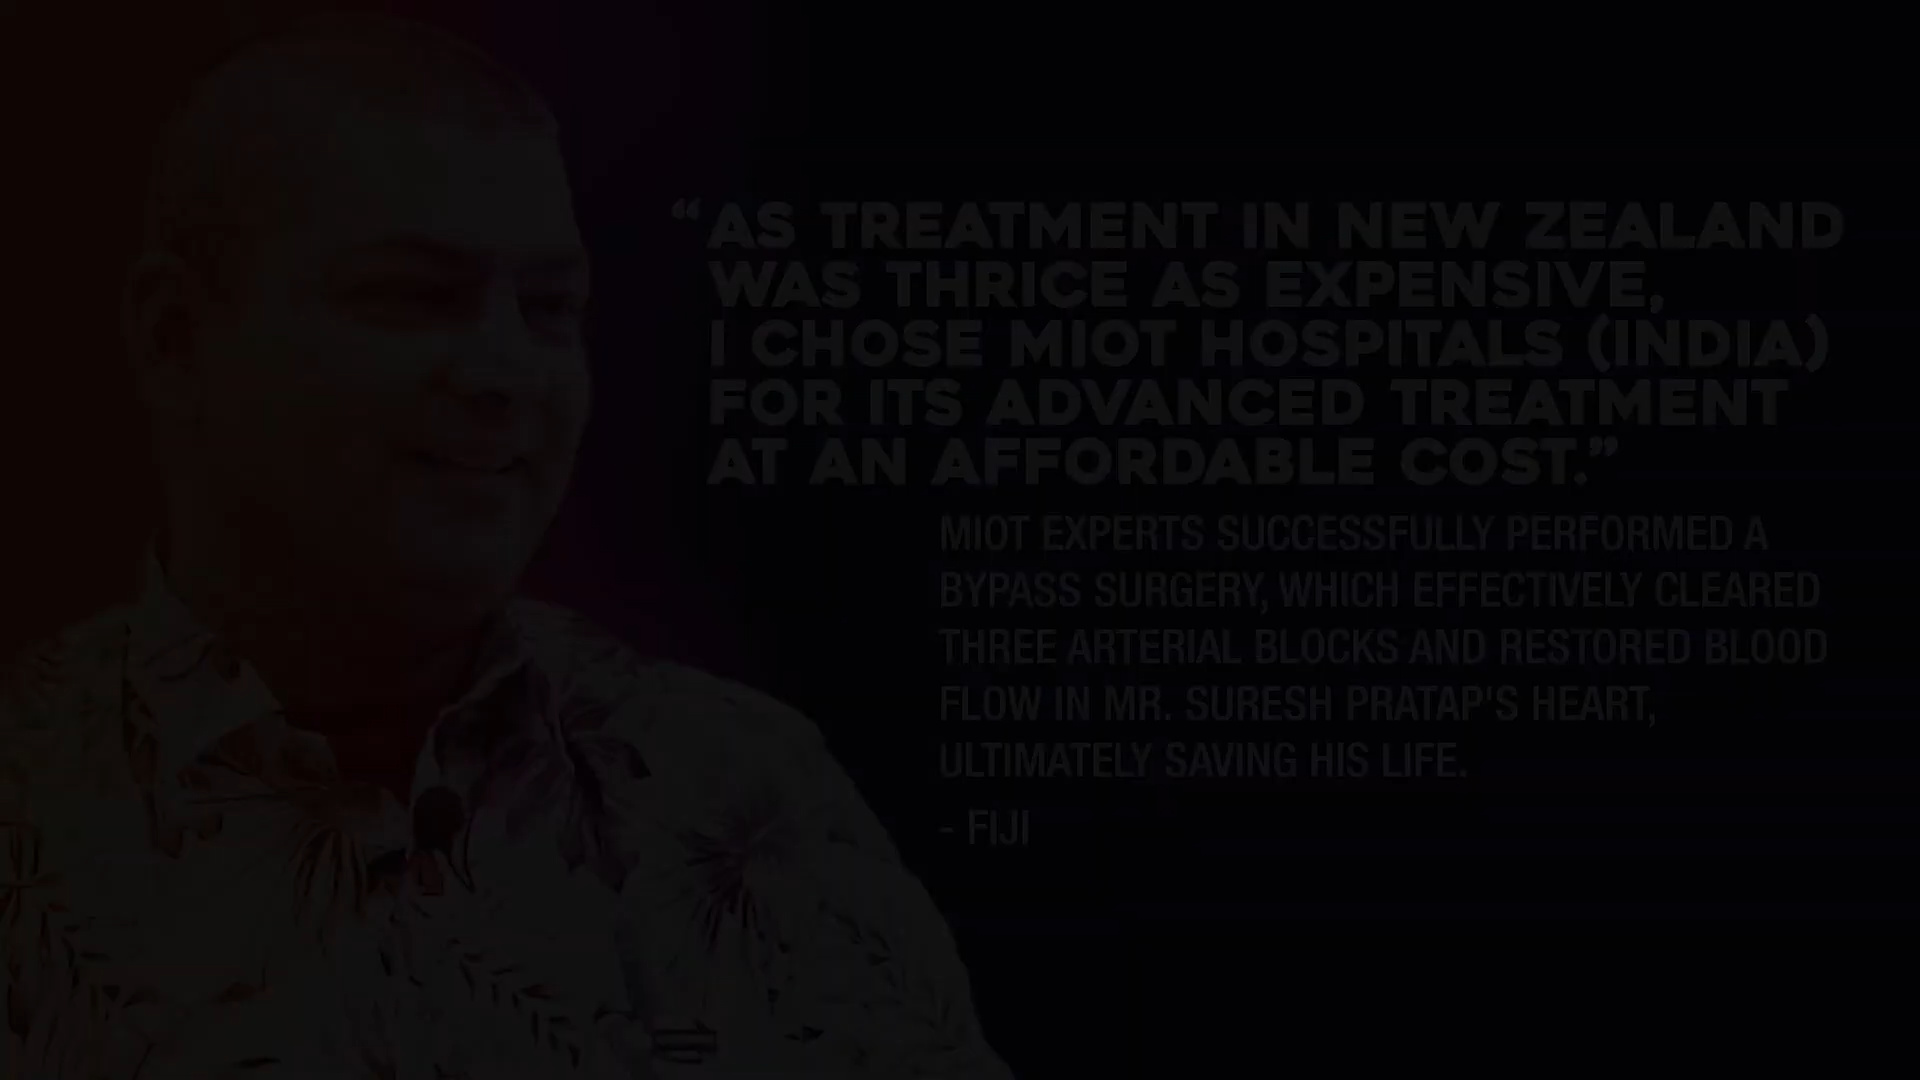 “AS TREATMENT IN NEW ZEALAND
WAS THRICE AS EXPENSIVE,
I CHOSE MIOT HOSPITALS (INDIA)
FOR ITS ADVANCED TREATMENT
AT AN AFFORDABLE COST.”
MIOT EXPERTS SUCCESSFULLY PERFORMED A
BYPASS SURGERY, WHICH EFFECTIVELY CLEARED
THREE ARTERIAL BLOCKS AND RESTORED BLOOD
FLOW IN MR. SURESH PRATAP'S HEART,
ULTIMATELY SAVING HIS LIFE.
- FIJI